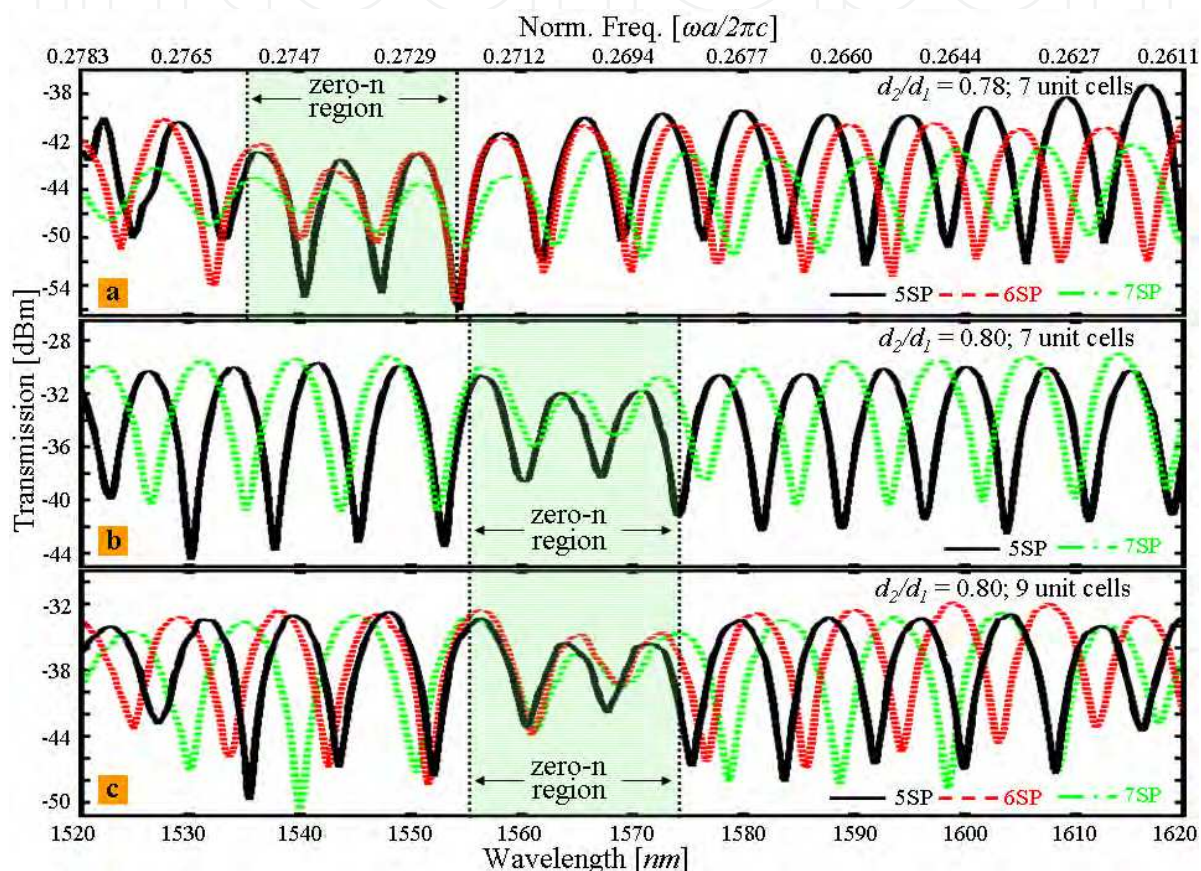 Norm. Freq. [ωa/2πc]
0.2783 0.2765 0.2747 0.2729 0.2712 0.2694 0.2677 0.2660 0.2644 0.2627 0.2611
zero-n
region
d₂/d₁ = 0.78; 7 unit cells
-38
-42
-44
-50
-54
a
5SP 6SP 7SP
Transmission [dBm]
d₂/d₁ = 0.80; 7 unit cells
-28
-32
-36
-40
-44
zero-n
region
b
5SP 7SP
d₂/d₁ = 0.80; 9 unit cells
-32
-38
-44
-50
zero-n
region
c
5SP 6SP 7SP
1520 1530 1540 1550 1560 1570 1580 1590 1600 1610 1620
Wavelength [nm]